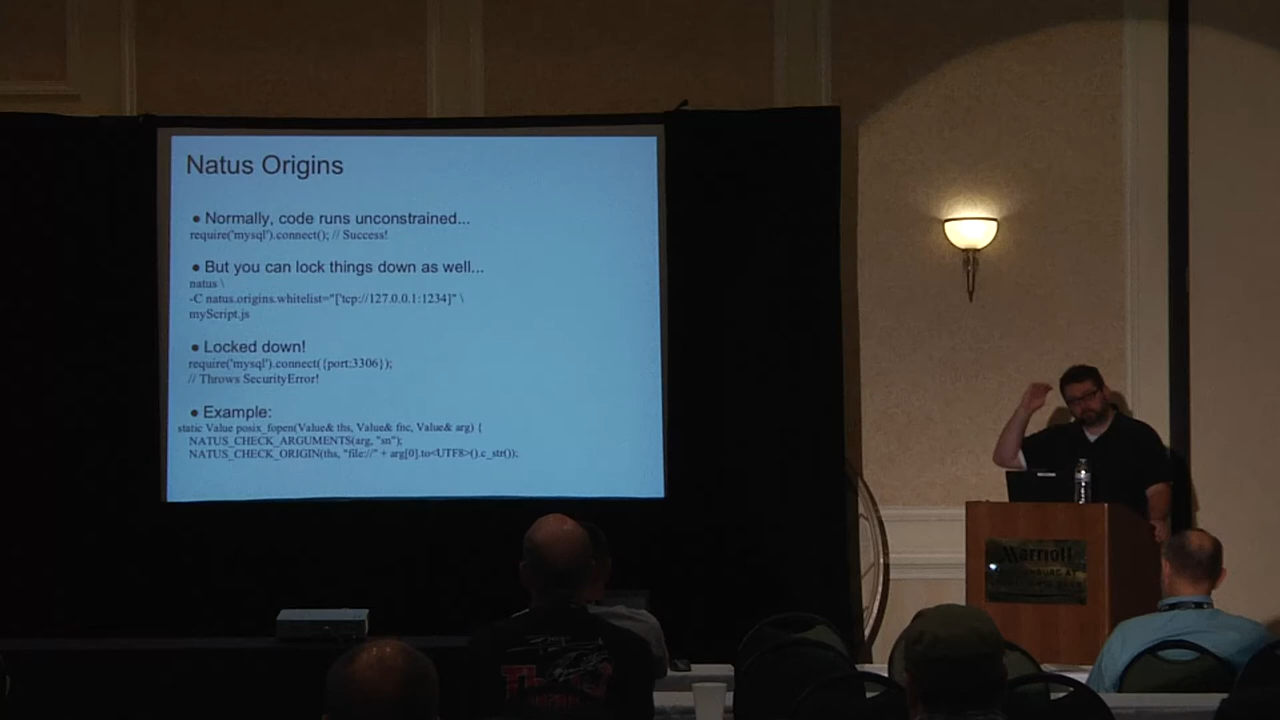 Natus Origins
● Normally, code runs unconstrained...
require('mysql').connect(); // Success!
● But you can lock things down as well...
natus \
-C natus.origins.whitelist="['tcp://127.0.0.1:1234]" \
myScript.js
● Locked down!
require('mysql').connect({port:3306});
// Throws SecurityError!
● Example:
static Value posix_fopen(Value& ths, Value& fnc, Value& arg) {
NATUS_CHECK_ARGUMENTS(arg, "sn");
NATUS_CHECK_ORIGIN(ths, "file://" + arg[0].to<UTF8>().c_str());
Marriott